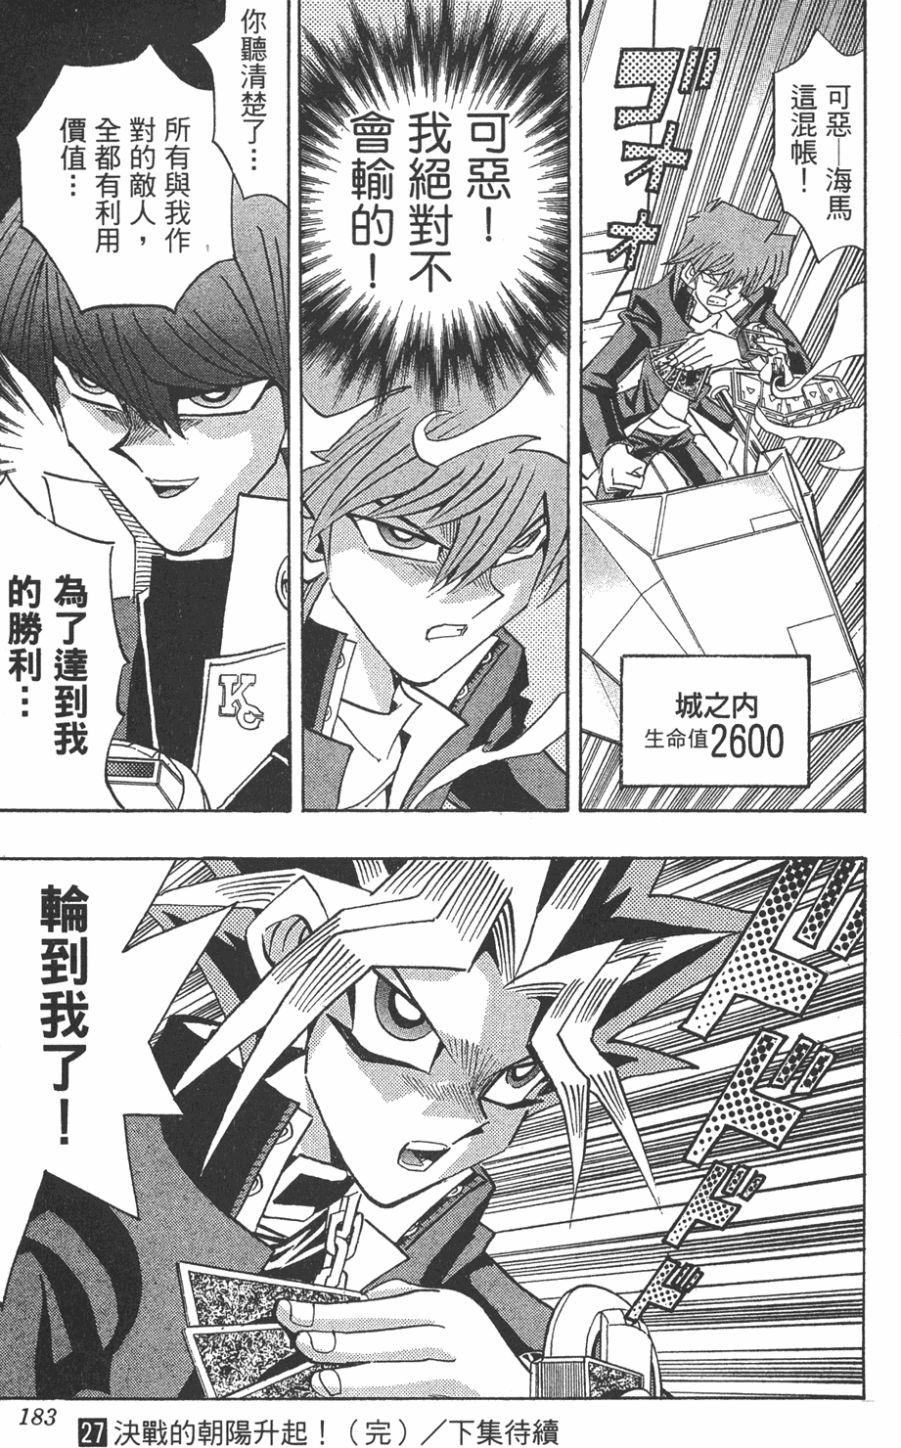 可惡─海馬
這混帳！
ゴオオ
城之内
生命值2600
可惡！
我絕對不
會輸的！
你聽清楚了…
所有與我作
對的敵人，
全都有利用
價值…
KC
為了達到我
的勝利…
ドドドド
輪到我了！
183
27決戰的朝陽升起！（完）／下集待續